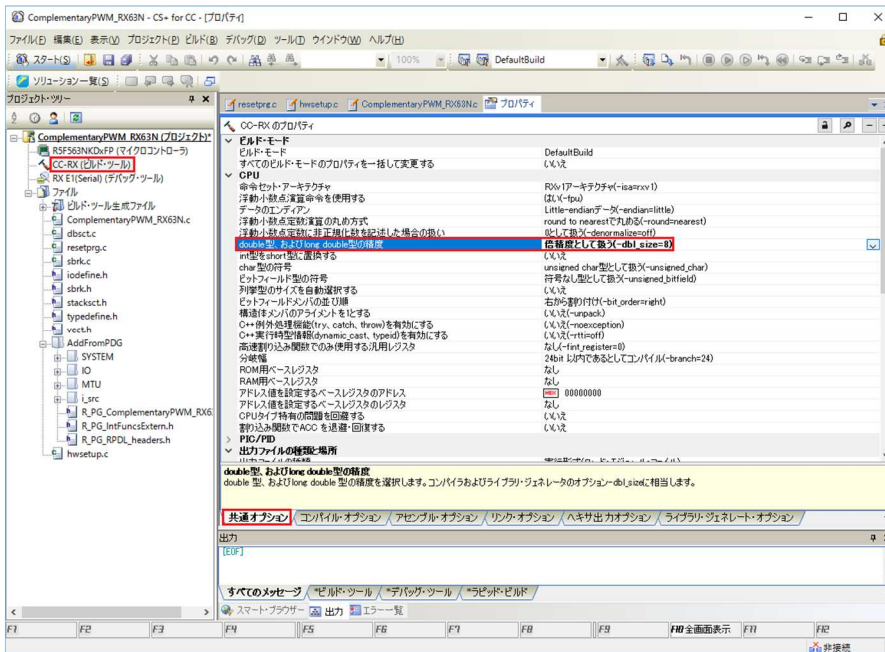 ComplementaryPWM_RX63N - CS+ for CC - [プロパティ]
ファイル(F) 編集(E) 表示(V) プロジェクト(P) ビルド(B) デバッグ(D) ツール(T) ウインドウ(W) ヘルプ(H)
スタート(S) 100% DefaultBuild
ソリューション一覧(S)
プロジェクト・ツリー
ComplementaryPWM_RX63N (プロジェクト)*
R5F563NKDxFP (マイクロコントローラ)
CC-RX (ビルド・ツール)
RX E1(Serial) (デバッグ・ツール)
ファイル
ビルド・ツール生成ファイル
ComplementaryPWM_RX63N.c
dbsct.c
resetprg.c
sbrk.c
iodefine.h
sbrk.h
stacksct.h
typedefine.h
vect.h
AddFromPDG
SYSTEM
IO
MTU
i_src
R_PG_ComplementaryPWM_RX6
R_PG_IntFuncsExtern.h
R_PG_RPDL_headers.h
hwsetup.c
resetprg.c hwsetup.c ComplementaryPWM_RX63N.c プロパティ
CC-RX のプロパティ
ビルド・モード
ビルド・モード DefaultBuild
すべてのビルド・モードのプロパティを一括して変更する いいえ
CPU
命令セット・アーキテクチャ RXv1アーキテクチャ(-isa=rxv1)
浮動小数点演算命令を使用する はい(-fpu)
データのエンディアン Little-endianデータ(-endian=little)
浮動小数点定数演算の丸め方式 round to nearestで丸める(-round=nearest)
浮動小数点定数に非正規化数を記述した場合の扱い 0として扱う(-denormalize=off)
double型、およびlong double型の精度 倍精度として扱う(-dbl_size=8)
int型をshort型に置換する いいえ
char型の符号 unsigned char型として扱う(-unsigned_char)
ビットフィールド型の符号 符号なし型として扱う(-unsigned_bitfield)
列挙型のサイズを自動選択する いいえ
ビットフィールドメンバの並び順 右から割り付け(-bit_order=right)
構造体メンバのアライメントを1とする いいえ(-unpack)
C++例外処理機能(try、catch、throw)を有効にする いいえ(-noexception)
C++実行時型情報(dynamic_cast、typeid)を有効にする いいえ(-rtti=off)
高速割り込み関数でのみ使用する汎用レジスタ なし(-fint_register=0)
分岐幅 24bit 以内であるとしてコンパイル(-branch=24)
ROM用ベースレジスタ なし
RAM用ベースレジスタ なし
アドレス値を設定するベースレジスタのアドレス HEX 00000000
アドレス値を設定するベースレジスタのレジスタ なし
CPUタイプ特有の問題を回避する いいえ
割り込み関数でACC を退避・回復する いいえ
PIC/PID
出力ファイルの種類と場所
double型、およびlong double型の精度
double 型、およびlong double 型の精度を選択します。コンパイラおよびライブラリ・ジェネレータのオプション-dbl_sizeに相当します。
共通オプション コンパイル・オプション アセンブル・オプション リンク・オプション ヘキサ出力オプション ライブラリ・ジェネレート・オプション
出力
[EOF]
すべてのメッセージ *ビルド・ツール *デバッグ・ツール *ラピッド・ビルド
スマート・ブラウザー 出力 エラー一覧
F1 F2 F3 F4 F5 F6 F7 F8 F9 F10 全画面表示 F11 F12
非接続